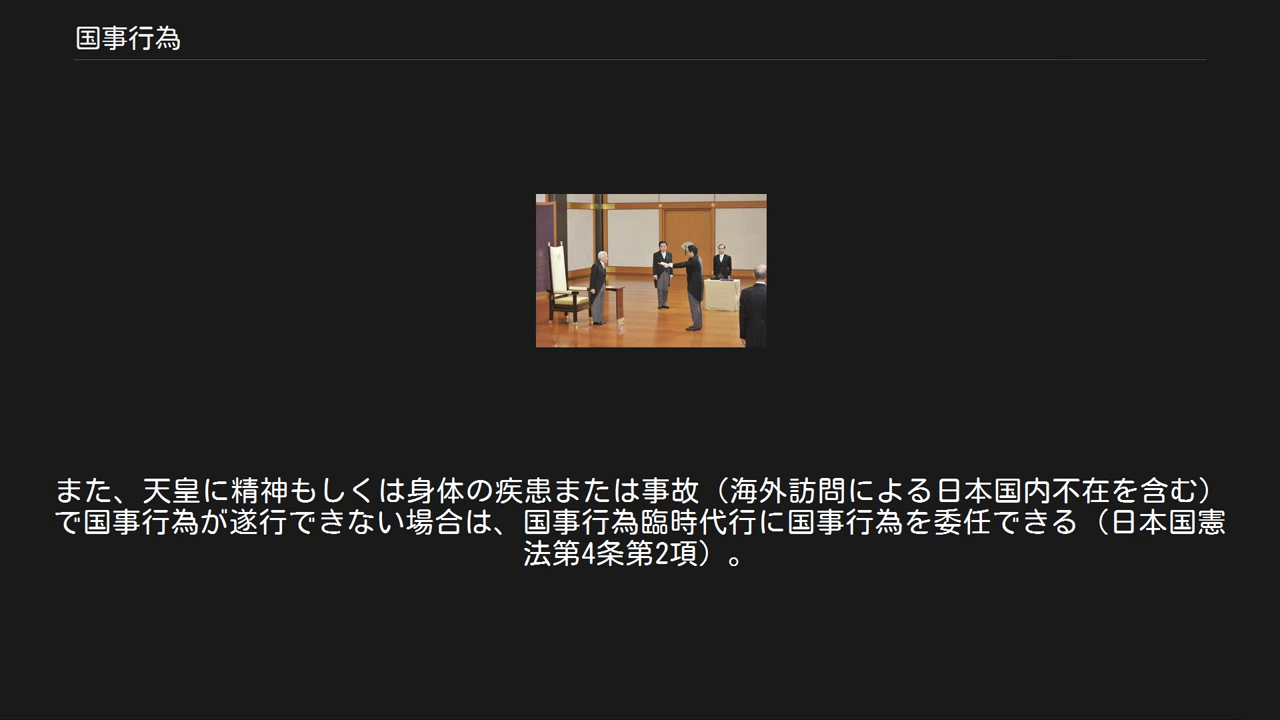 国事行為
また、天皇に精神もしくは身体の疾患または事故（海外訪問による日本国内不在を含む）
で国事行為が遂行できない場合は、国事行為臨時代行に国事行為を委任できる（日本国憲
法第4条第2項）。